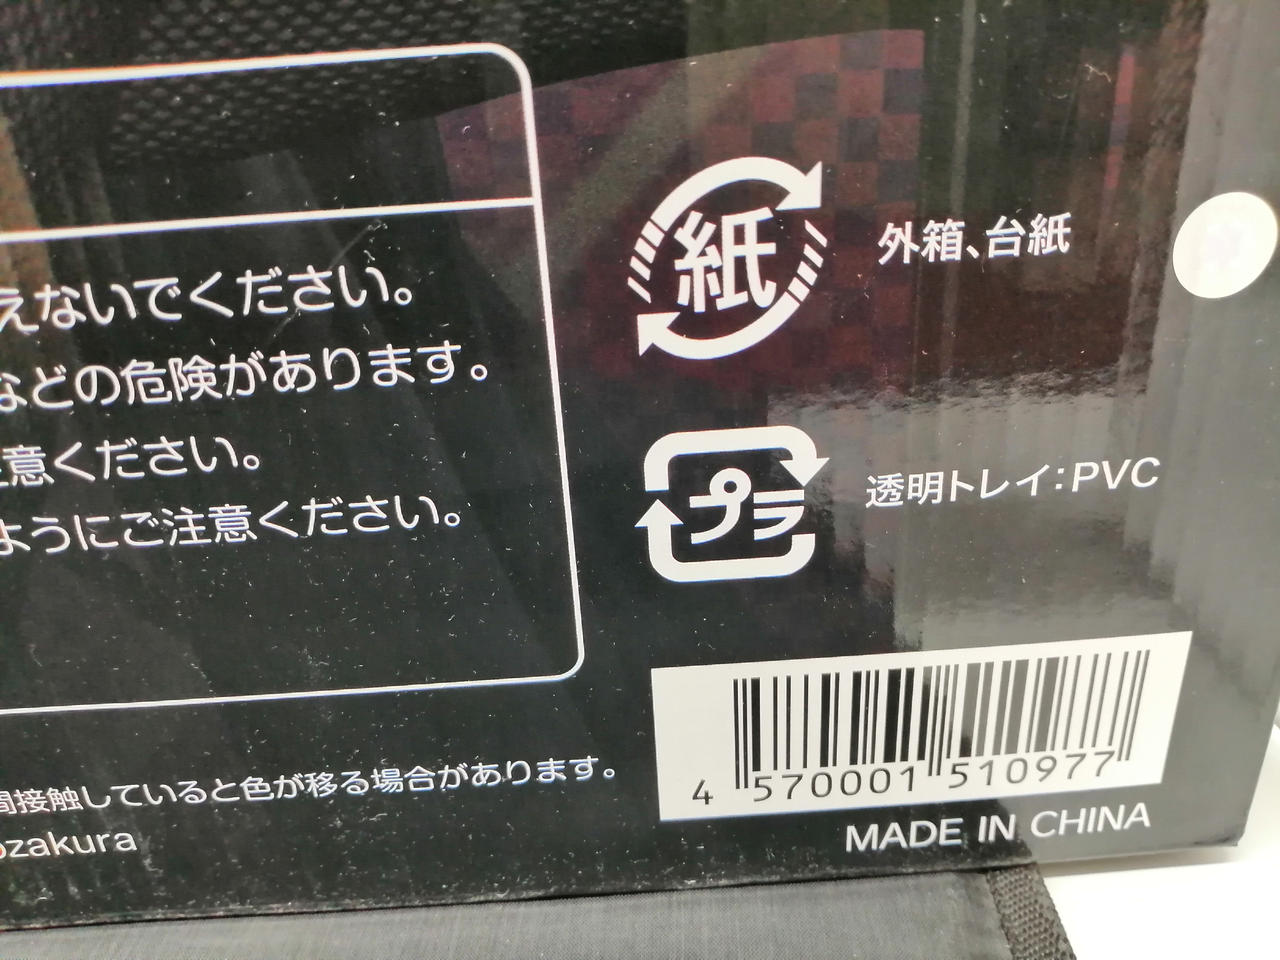 えないでください。
などの危険があります。
意ください。
ようにご注意ください。
間接触していると色が移る場合があります。
ozakura
紙
外箱、台紙
プラ
透明トレイ：PVC
4 570001 510977
MADE IN CHINA